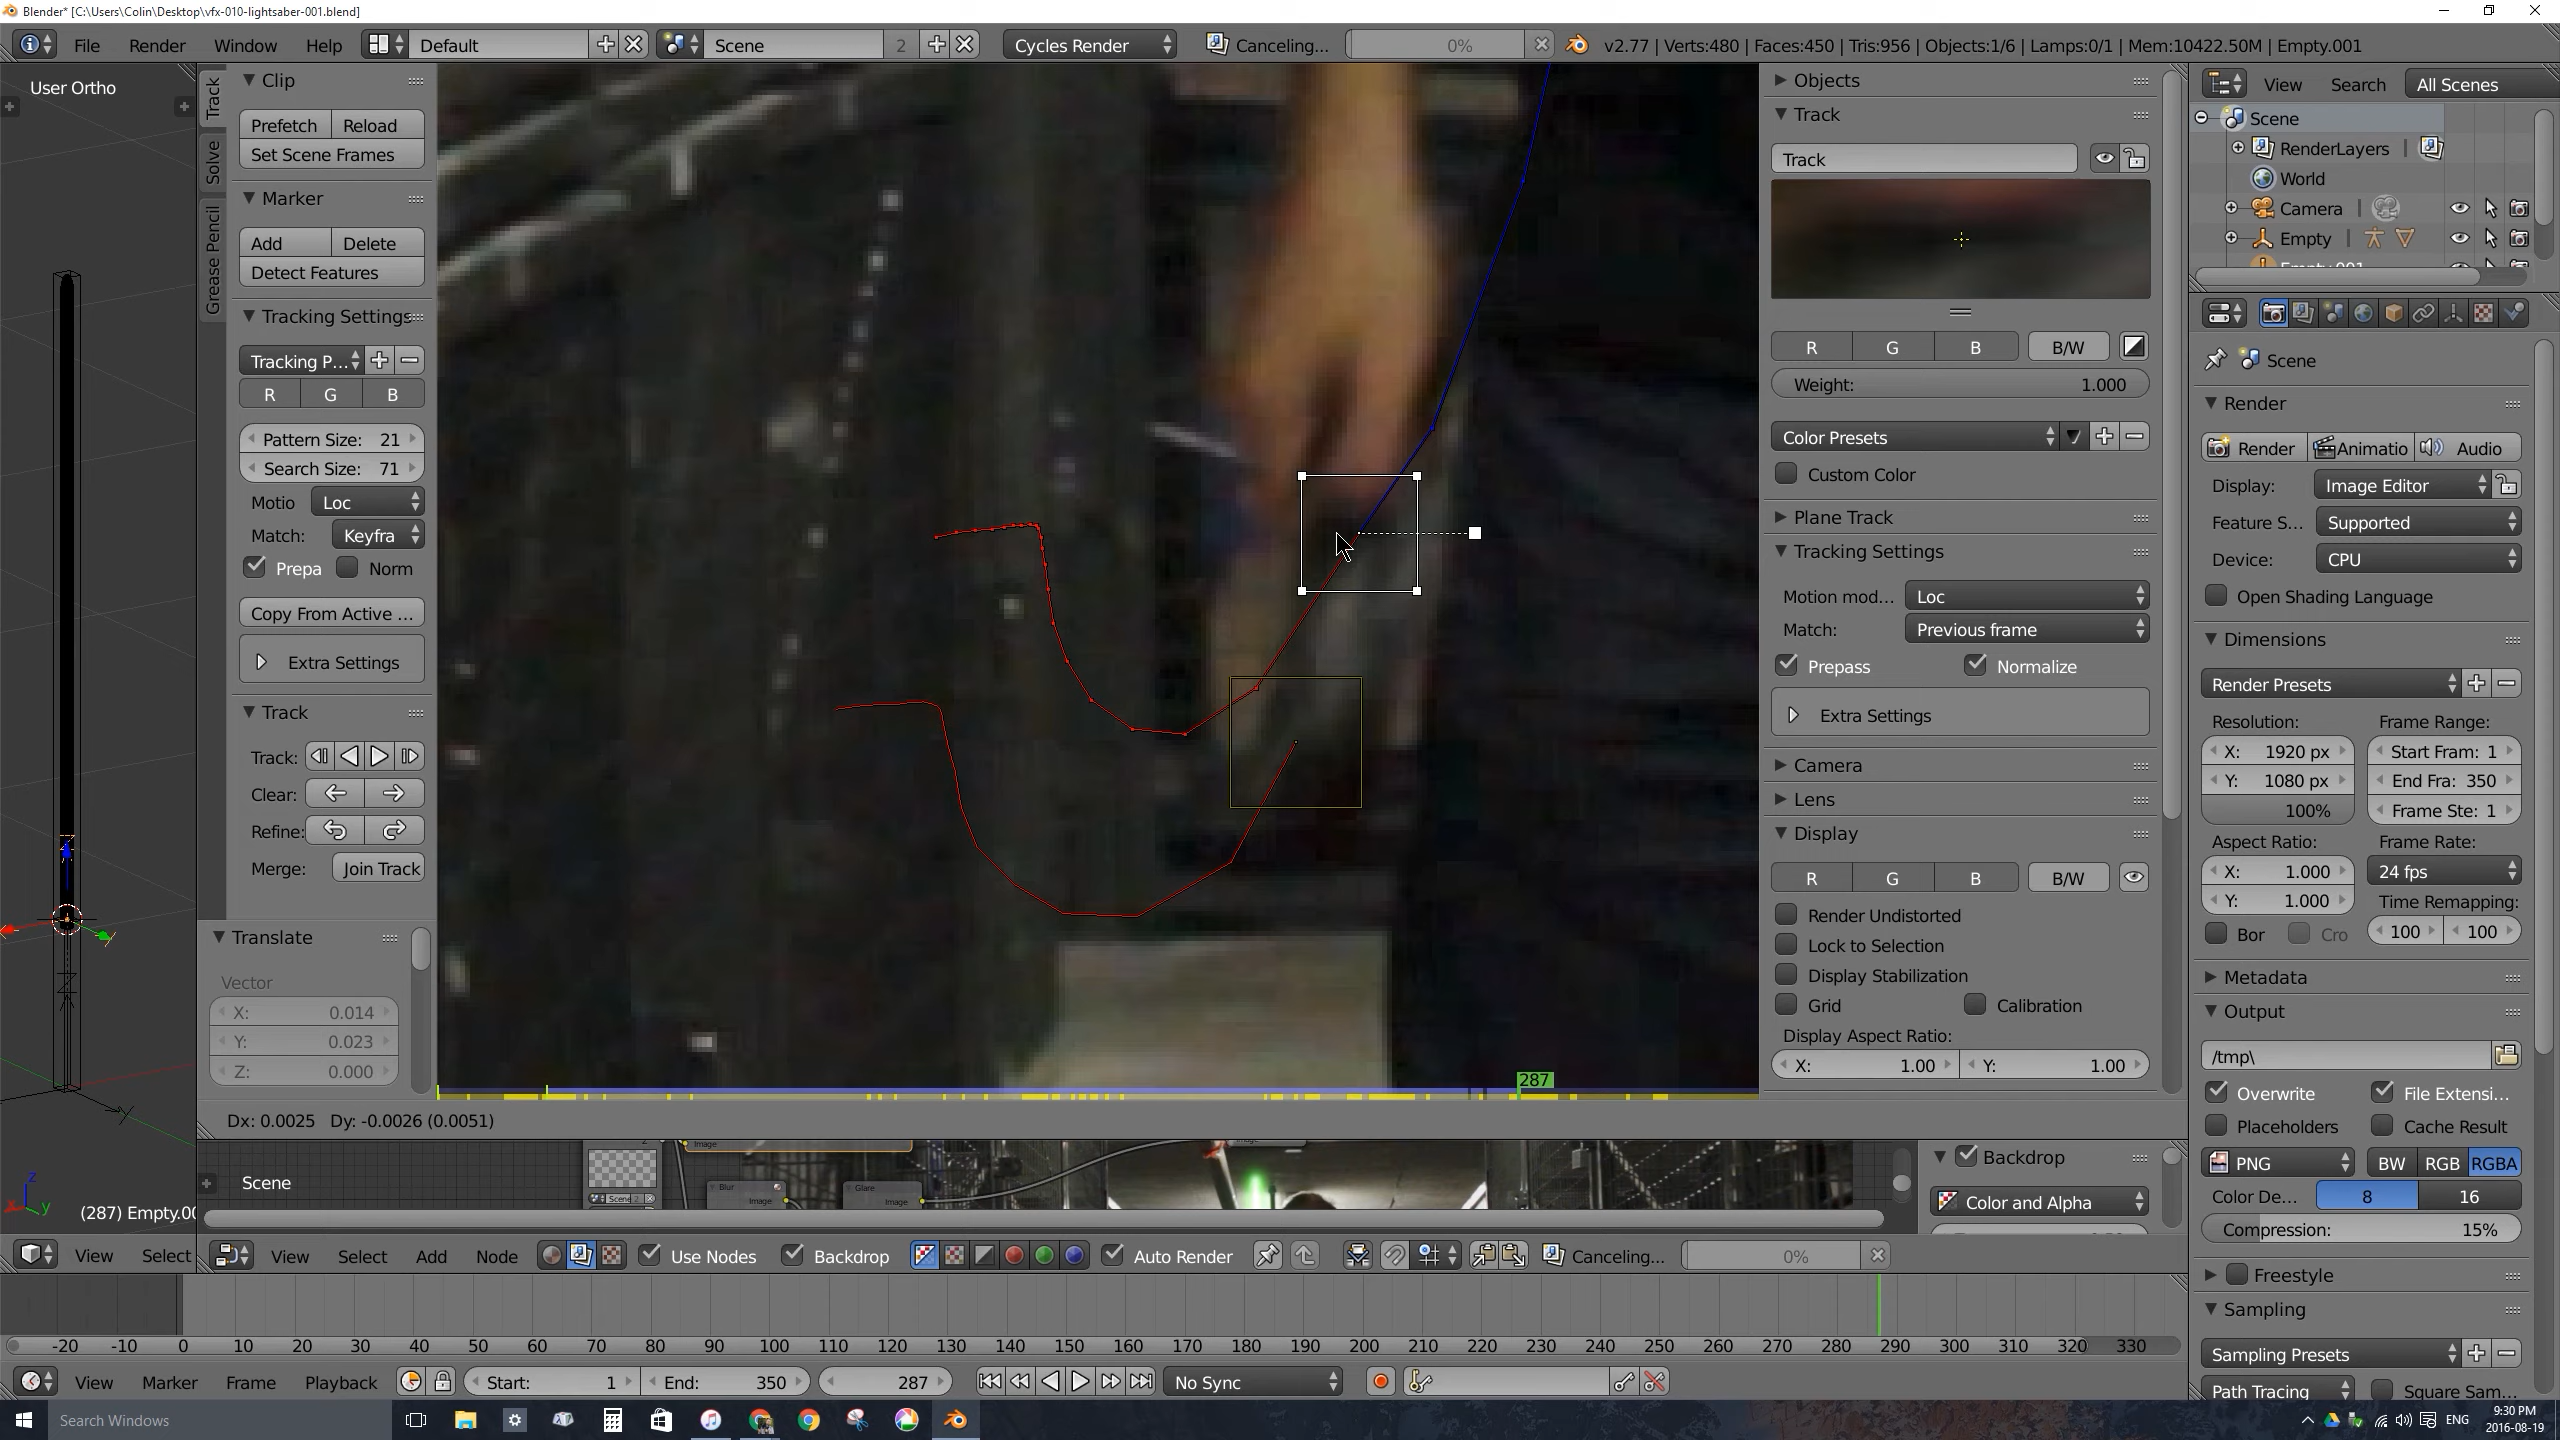 Blender* [C:\Users\Colin\Desktop\vfx-010-lightsaber-001.blend]
File Render Window Help Default Scene 2 Cycles Render Canceling... 0% v2.77 | Verts:480 | Faces:450 | Tris:956 | Objects:1/6 | Lamps:0/1 | Mem:10422.50M | Empty.001
User Ortho
Track
Solve
Grease Pencil
Clip
Prefetch Reload
Set Scene Frames
Marker
Add Delete
Detect Features
Tracking Settings
Tracking P...
R G B
Pattern Size: 21
Search Size: 71
Motio Loc
Match: Keyfra
Prepa Norm
Copy From Active ...
Extra Settings
Track
Track:
Clear:
Refine:
Merge: Join Track
Translate
Vector
X: 0.014
Y: 0.023
Z: 0.000
287
Dx: 0.0025 Dy: -0.0026 (0.0051)
Objects
Track
Track
R G B B/W
Weight: 1.000
Color Presets
Custom Color
Plane Track
Tracking Settings
Motion mod... Loc
Match: Previous frame
Prepass Normalize
Extra Settings
Camera
Lens
Display
R G B B/W
Render Undistorted
Lock to Selection
Display Stabilization
Grid Calibration
Display Aspect Ratio:
X: 1.00 Y: 1.00
View Search All Scenes
Scene
RenderLayers
World
Camera
Empty
Scene
Render
Render Animatio Audio
Display: Image Editor
Feature S... Supported
Device: CPU
Open Shading Language
Dimensions
Render Presets
Resolution: Frame Range:
X: 1920 px Start Fram: 1
Y: 1080 px End Fra: 350
100% Frame Ste: 1
Aspect Ratio: Frame Rate:
X: 1.000 24 fps
Y: 1.000 Time Remapping:
Bor Cro 100 100
Metadata
Output
/tmp\
Overwrite File Extensi...
Placeholders Cache Result
PNG BW RGB RGBA
Color De... 8 16
Compression: 15%
Freestyle
Sampling
Sampling Presets
Path Tracing Square Sam...
Image
Scene Scene 2 Blur Image Glare Image
Backdrop
Color and Alpha
z
x y
y
(287) Empty.00
View Select
View Select Add Node Use Nodes Backdrop Auto Render Canceling... 0%
-20 -10 0 10 20 30 40 50 60 70 80 90 100 110 120 130 140 150 160 170 180 190 200 210 220 230 240 250 260 270 280 290 300 310 320 330
View Marker Frame Playback Start: 1 End: 350 287 No Sync
Search Windows
ENG
9:30 PM
2016-08-19